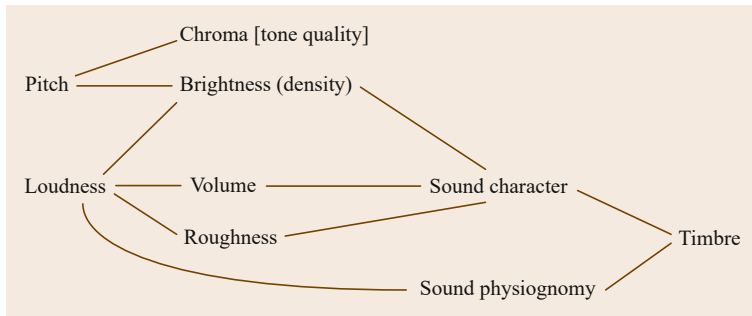 Chroma [tone quality]
Pitch
Brightness (density)
Loudness
Volume
Sound character
Roughness
Timbre
Sound physiognomy